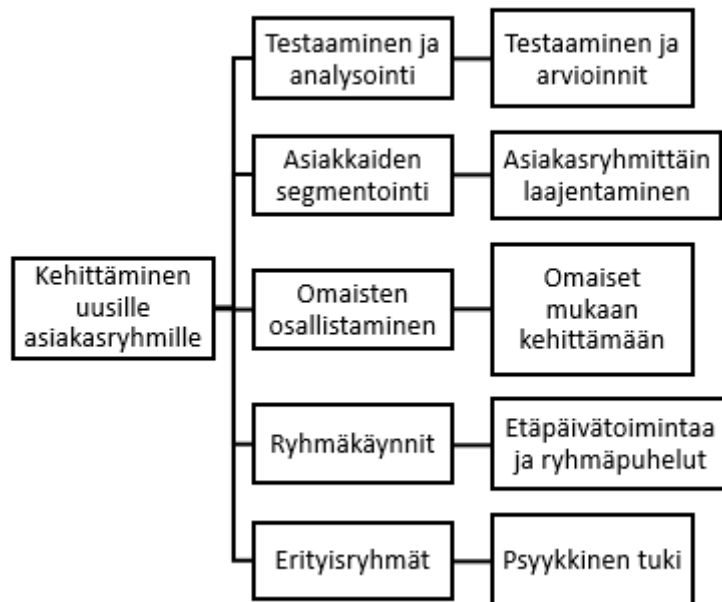 Testaaminen ja
analysointi
Testaaminen ja
arvioinnit
Asiakkaiden
segmentointi
Asiakasryhmittäin
laajentaminen
Kehittäminen
uusille
asiakasryhmille
Omaisten
osallistaminen
Omaiset
mukaan
kehittämään
Ryhmäkäynnit
Etäpäivätoimintaa
ja ryhmäpuhelut
Erityisryhmät
Psyykkinen tuki